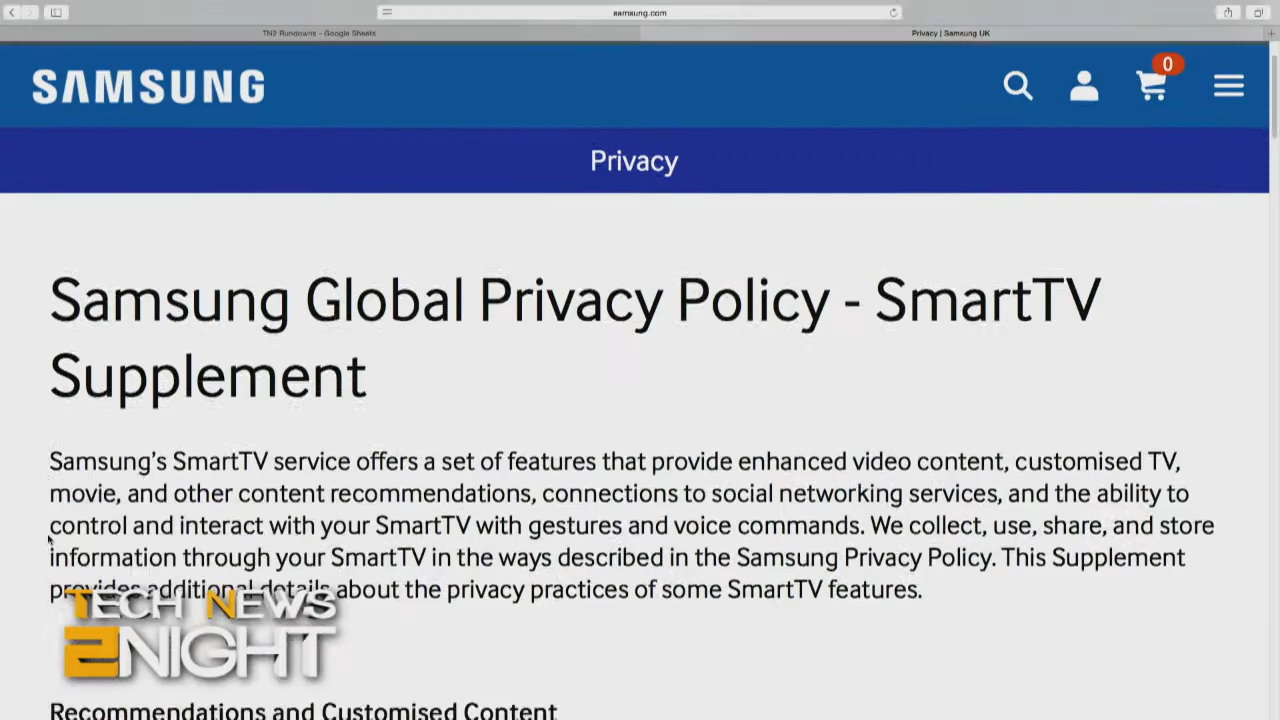 samsung.com
TN2 Rundowns - Google Sheets
Privacy | Samsung UK
SAMSUNG
0
Privacy
Samsung Global Privacy Policy - SmartTV
Supplement
Samsung’s SmartTV service offers a set of features that provide enhanced video content, customised TV,
movie, and other content recommendations, connections to social networking services, and the ability to
control and interact with your SmartTV with gestures and voice commands. We collect, use, share, and store
information through your SmartTV in the ways described in the Samsung Privacy Policy. This Supplement
provides additional details about the privacy practices of some SmartTV features.
TECH NEWS
2NIGHT
Recommendations and Customised Content